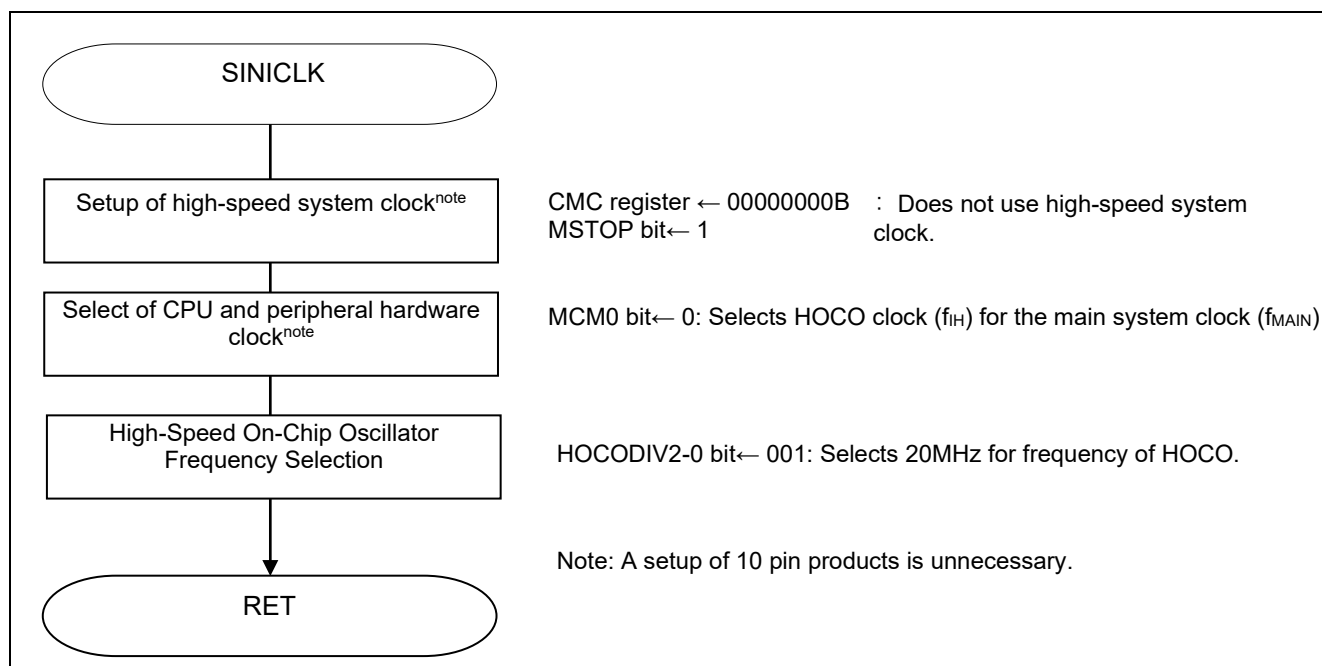 SINICLK
Setup of high-speed system clocknote
CMC register ← 00000000B : Does not use high-speed system
MSTOP bit← 1 clock.
Select of CPU and peripheral hardware
clocknote
MCM0 bit← 0: Selects HOCO clock (fIH) for the main system clock (fMAIN)
High-Speed On-Chip Oscillator
Frequency Selection
HOCODIV2-0 bit← 001: Selects 20MHz for frequency of HOCO.
Note: A setup of 10 pin products is unnecessary.
RET